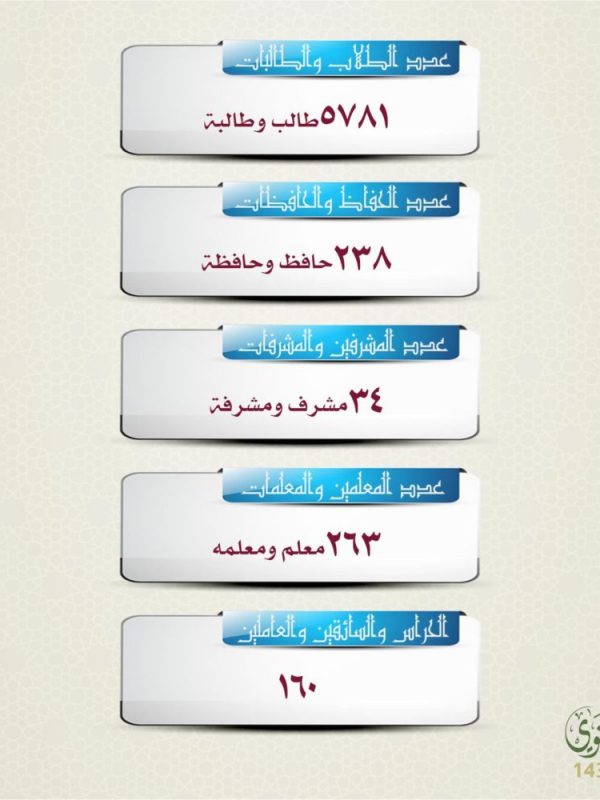 عدد الطلاب والطالبات
٥٧٨١ طالب وطالبة
عدد الحفاظ والحافظات
٢٣٨ حافظ وحافظة
عدد المشرفين والمشرفات
٣٤ مشرف ومشرفة
عدد المعلمين والمعلمات
٢٦٣ معلم ومعلمه
الحراس والسائقين والعاملين
١٦٠